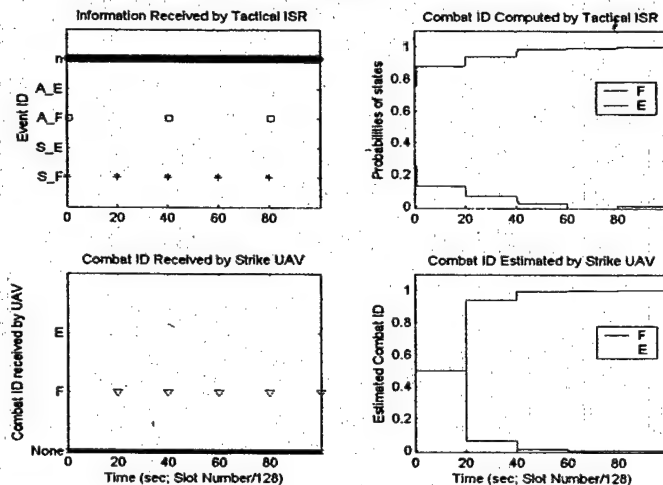 Information Received by Tactical ISR
Event ID
n
A_E
A_F
S_E
S_F
0 20 40 60 80
Combat ID Computed by Tactical ISR
Probabilities of states
1
0.8
0.6
0.4
0.2
0
F
E
0 20 40 60 80
Combat ID Received by Strike UAV
Combat ID received by UAV
E
F
None
0 20 40 60 80
Time (sec; Slot Number/128)
Combat ID Estimated by Strike UAV
Estimated Combat ID
1
0.8
0.6
0.4
0.2
0
F
E
0 20 40 60 80
Time (sec; Slot Number/128)